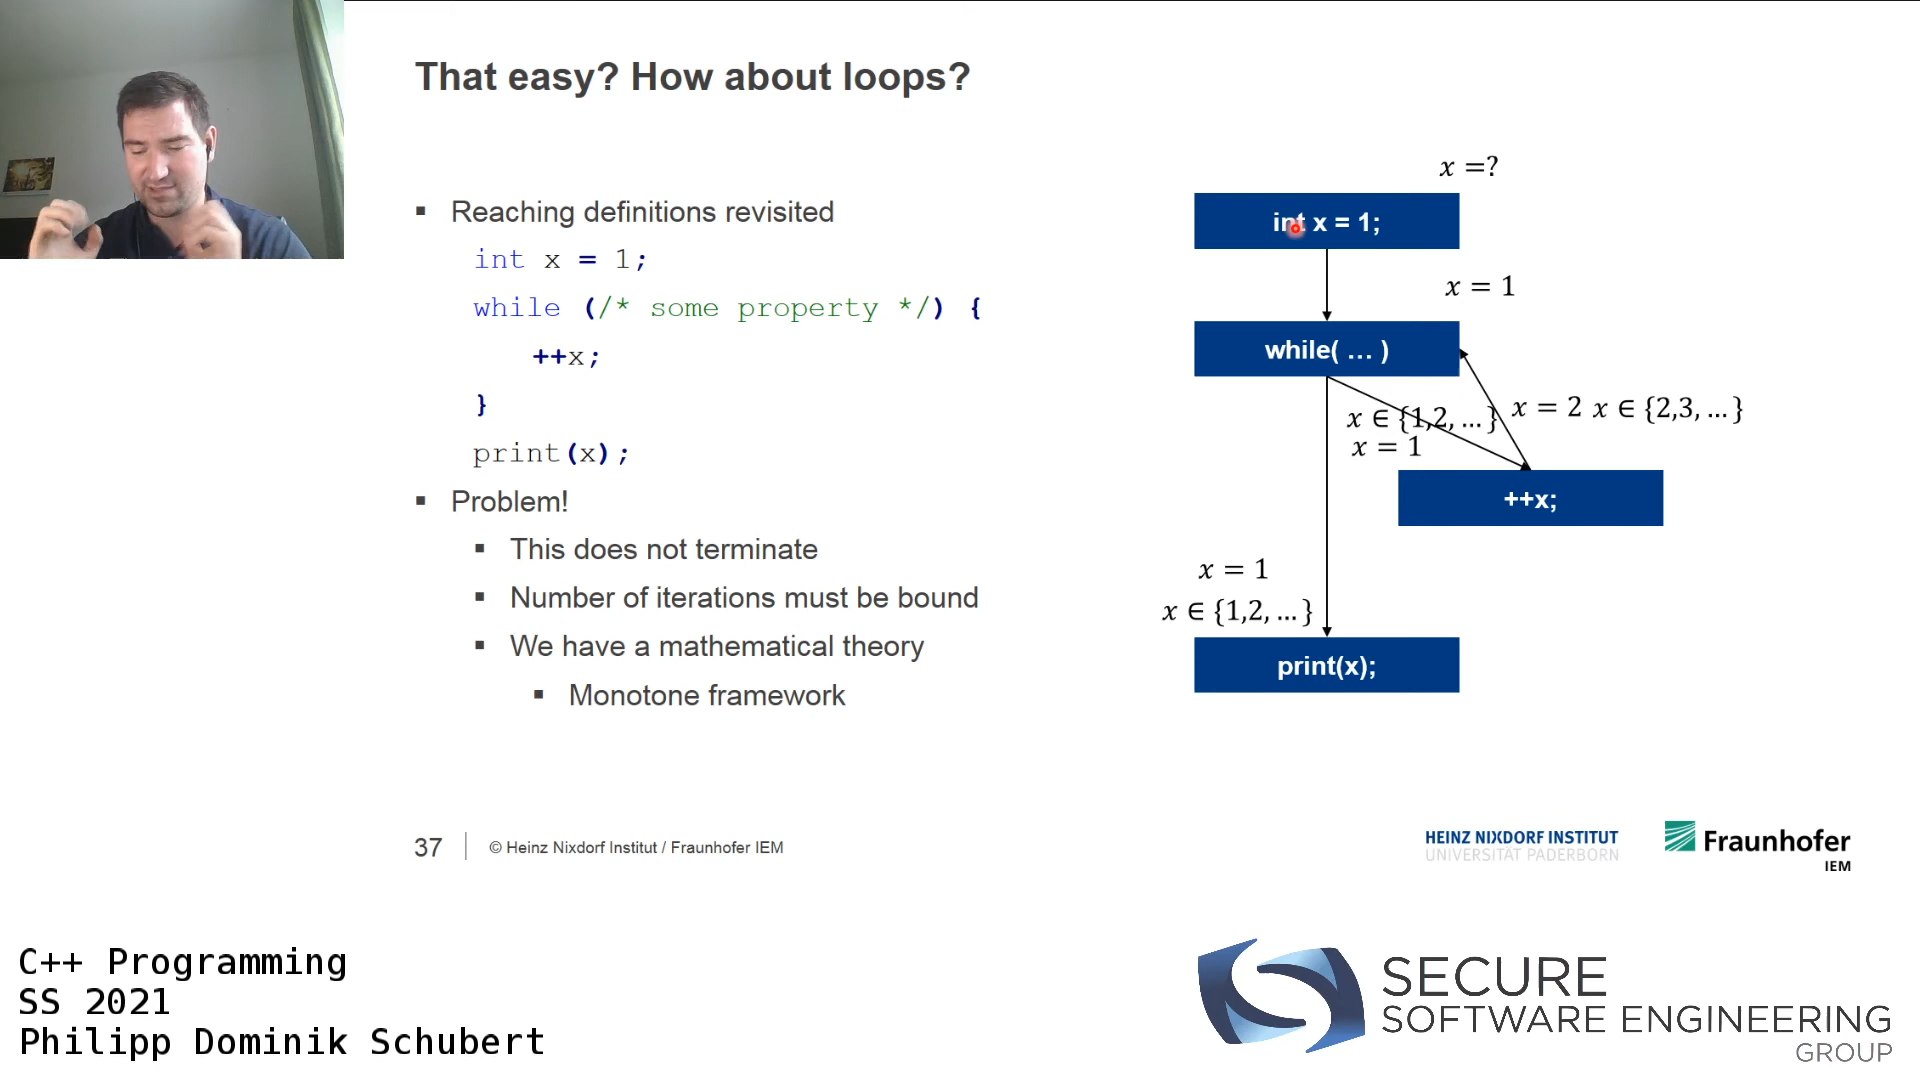 That easy? How about loops?
▪ Reaching definitions revisited
int x = 1;
while (/* some property */) {
++x;
}
print(x);
▪ Problem!
▪ This does not terminate
▪ Number of iterations must be bound
▪ We have a mathematical theory
▪ Monotone framework
x =?
int x = 1;
x = 1
while( … )
x ∈ {1,2, … }
x = 1
x = 2 x ∈ {2,3, … }
++x;
x = 1
x ∈ {1,2, … }
print(x);
37
© Heinz Nixdorf Institut / Fraunhofer IEM
HEINZ NIXDORF INSTITUT
UNIVERSITÄT PADERBORN
Fraunhofer
IEM
C++ Programming
SS 2021
Philipp Dominik Schubert
SECURE
SOFTWARE ENGINEERING
GROUP